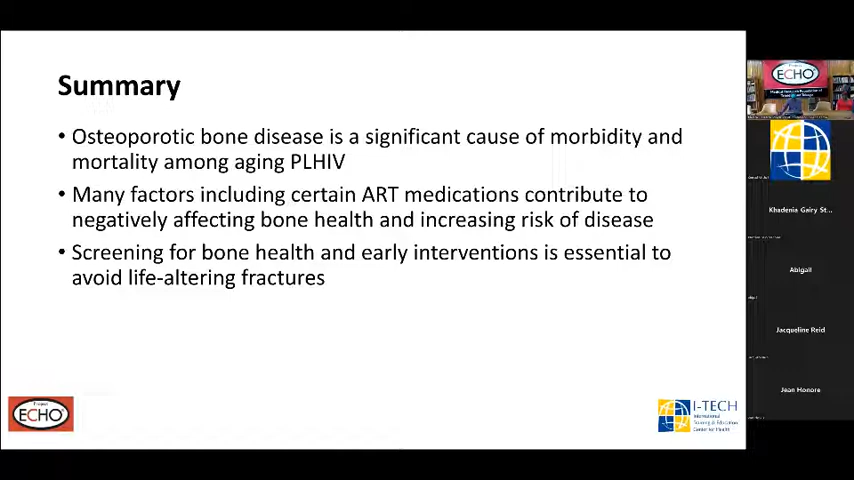 Summary
• Osteoporotic bone disease is a significant cause of morbidity and
mortality among aging PLHIV
• Many factors including certain ART medications contribute to
negatively affecting bone health and increasing risk of disease
• Screening for bone health and early interventions is essential to
avoid life-altering fractures
ECHO
I-TECH
International
Training & Education
Center for Health
ECHO
Khadenia Gairy St...
Abigail
Jacqueline Reid
Jean Honore